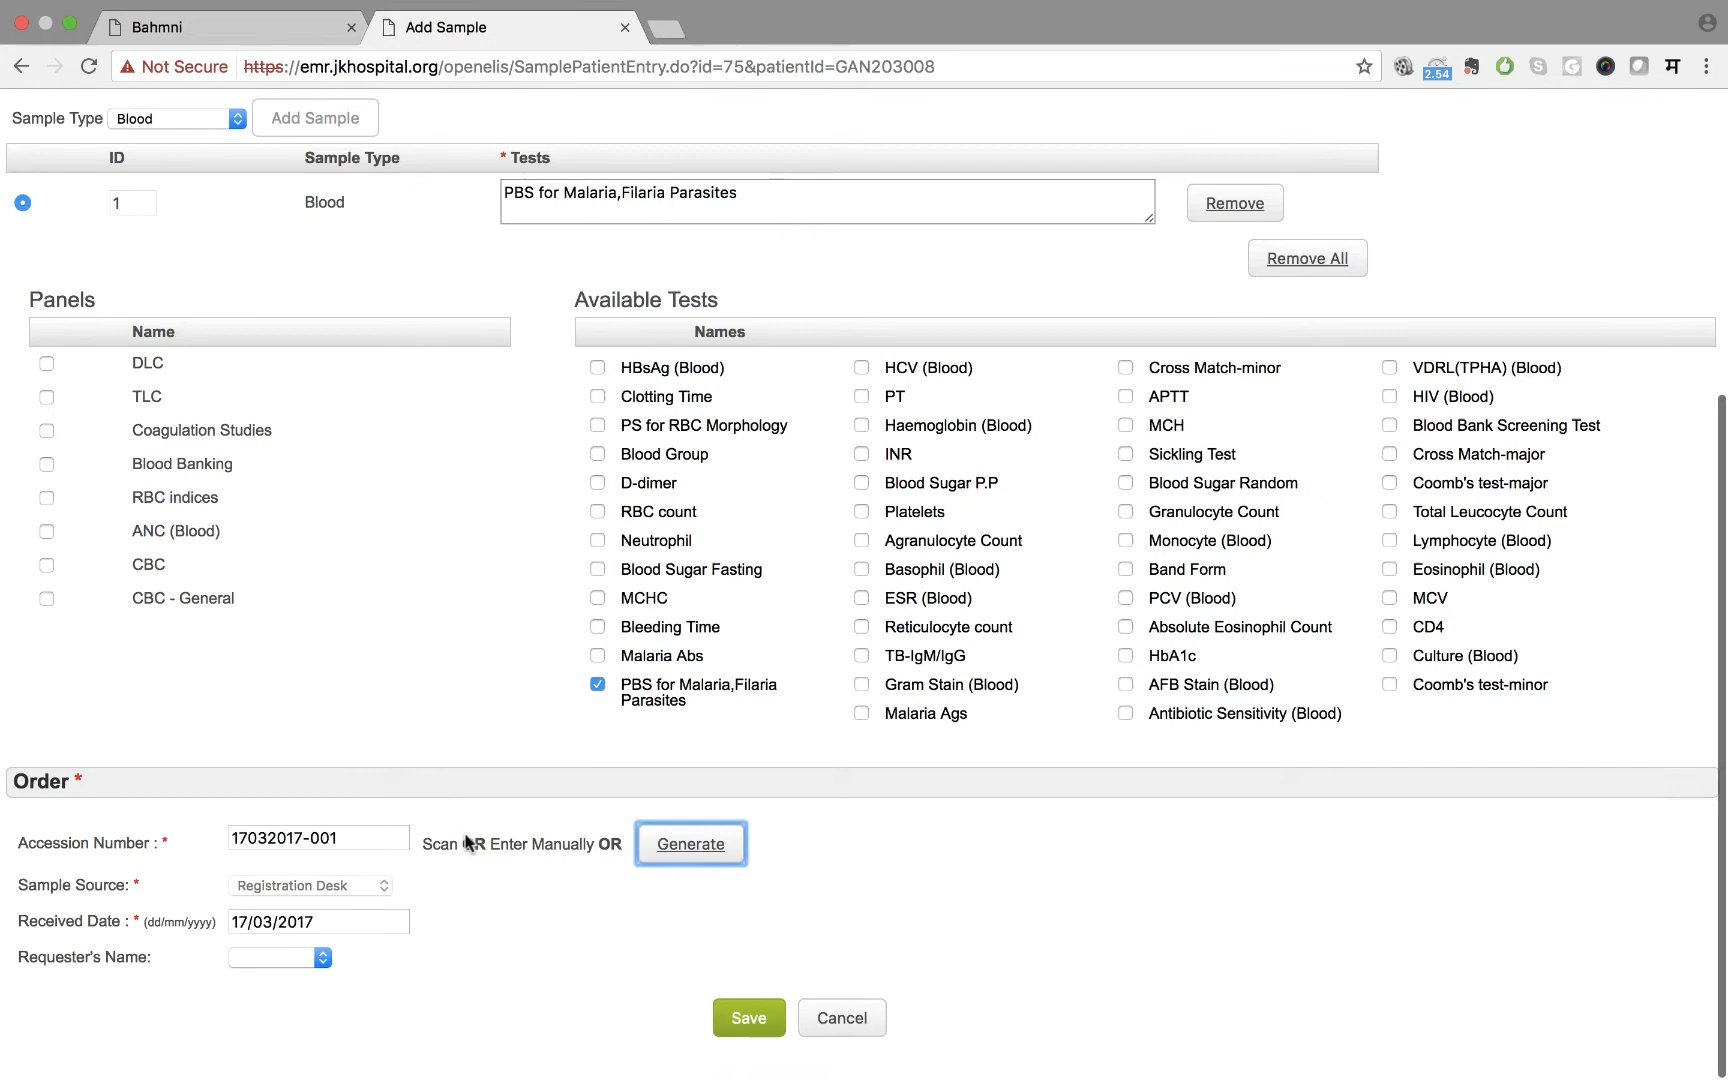 Bahmni
Add Sample
Not Secure https://emr.jkhospital.org/openelis/SamplePatientEntry.do?id=75&patientId=GAN203008
2.54
म
Sample Type Blood Add Sample
ID Sample Type * Tests
1 Blood PBS for Malaria,Filaria Parasites Remove
Remove All
Panels
Name
DLC
TLC
Coagulation Studies
Blood Banking
RBC indices
ANC (Blood)
CBC
CBC - General
Available Tests
Names
HBsAg (Blood) HCV (Blood) Cross Match-minor VDRL(TPHA) (Blood)
Clotting Time PT APTT HIV (Blood)
PS for RBC Morphology Haemoglobin (Blood) MCH Blood Bank Screening Test
Blood Group INR Sickling Test Cross Match-major
D-dimer Blood Sugar P.P Blood Sugar Random Coomb's test-major
RBC count Platelets Granulocyte Count Total Leucocyte Count
Neutrophil Agranulocyte Count Monocyte (Blood) Lymphocyte (Blood)
Blood Sugar Fasting Basophil (Blood) Band Form Eosinophil (Blood)
MCHC ESR (Blood) PCV (Blood) MCV
Bleeding Time Reticulocyte count Absolute Eosinophil Count CD4
Malaria Abs TB-IgM/IgG HbA1c Culture (Blood)
PBS for Malaria,Filaria Gram Stain (Blood) AFB Stain (Blood) Coomb's test-minor
Parasites
Malaria Ags Antibiotic Sensitivity (Blood)
Order *
Accession Number : * 17032017-001 Scan OR Enter Manually OR Generate
Sample Source: * Registration Desk
Received Date : * (dd/mm/yyyy) 17/03/2017
Requester's Name:
Save Cancel